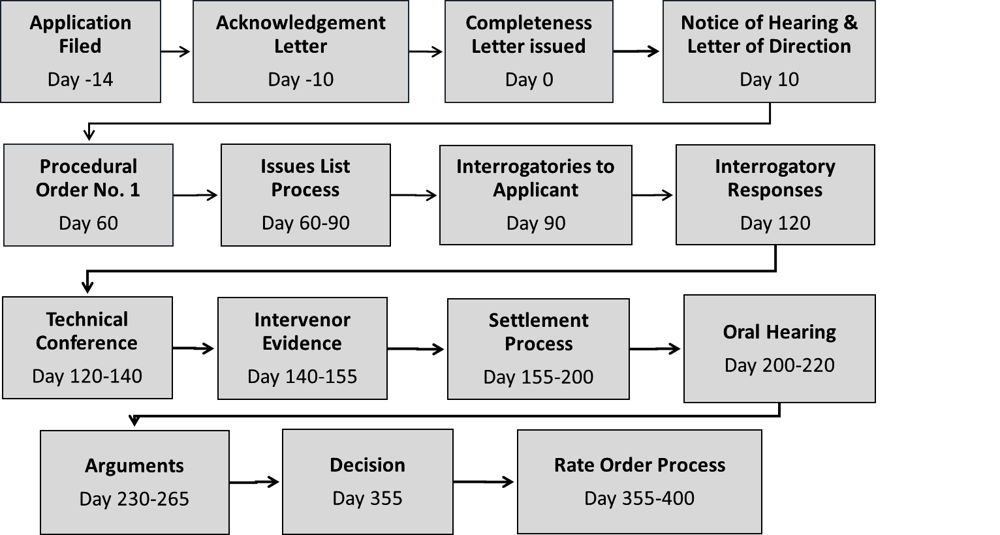 Application
Filed
Day -14
Acknowledgement
Letter
Day -10
Completeness
Letter issued
Day 0
Notice of Hearing &
Letter of Direction
Day 10
Procedural
Order No. 1
Day 60
Issues List
Process
Day 60-90
Interrogatories to
Applicant
Day 90
Interrogatory
Responses
Day 120
Technical
Conference
Day 120-140
Intervenor
Evidence
Day 140-155
Settlement
Process
Day 155-200
Oral Hearing
Day 200-220
Arguments
Day 230-265
Decision
Day 355
Rate Order Process
Day 355-400